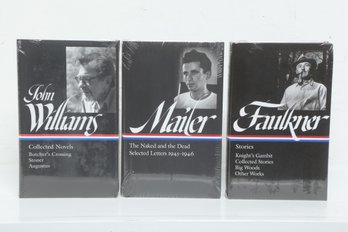 John
Williams
Collected Novels
Butcher's Crossing
Stoner
Augustus
Mailer
The Naked and the Dead
Selected Letters 1945–1946
Faulkner
Stories
Knight's Gambit
Collected Stories
Big Woods
Other Works